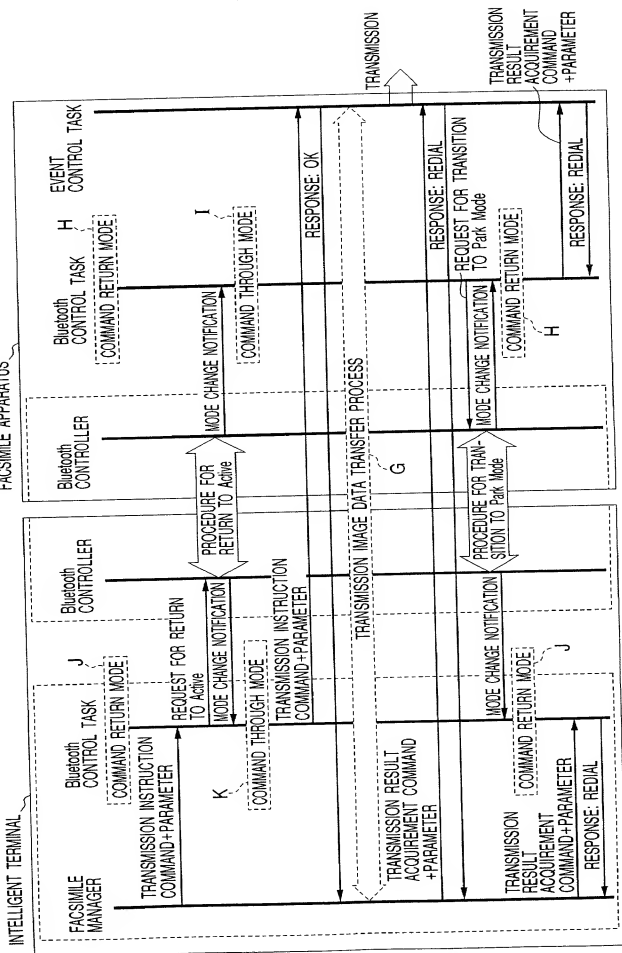 INTELLIGENT TERMINAL
FACSIMILE APPARATUS
FACSIMILE
MANAGER
Bluetooth
CONTROL TASK
Bluetooth
CONTROLLER
Bluetooth
CONTROLLER
Bluetooth
CONTROL TASK
EVENT
CONTROL TASK
J
COMMAND RETURN MODE
H
COMMAND RETURN MODE
TRANSMISSION INSTRUCTION
COMMAND+PARAMETER
REQUEST FOR RETURN
TO Active
PROCEDURE FOR
RETURN TO Active
MODE CHANGE NOTIFICATION
MODE CHANGE NOTIFICATION
K
COMMAND THROUGH MODE
I
COMMAND THROUGH MODE
TRANSMISSION INSTRUCTION
COMMAND+PARAMETER
RESPONSE: OK
TRANSMISSION IMAGE DATA TRANSFER PROCESS
G
TRANSMISSION
TRANSMISSION RESULT
ACQUIREMENT COMMAND
+PARAMETER
RESPONSE: REDIAL
REQUEST FOR TRANSITION
TO Park MODE
PROCEDURE FOR TRAN-
SITION TO Park MODE
MODE CHANGE NOTIFICATION
MODE CHANGE NOTIFICATION
COMMAND RETURN MODE
J
COMMAND RETURN MODE
H
TRANSMISSION
RESULT
ACQUIREMENT
COMMAND+PARAMETER
RESPONSE: REDIAL
TRANSMISSION
RESULT
ACQUIREMENT
COMMAND
+PARAMETER
RESPONSE: REDIAL